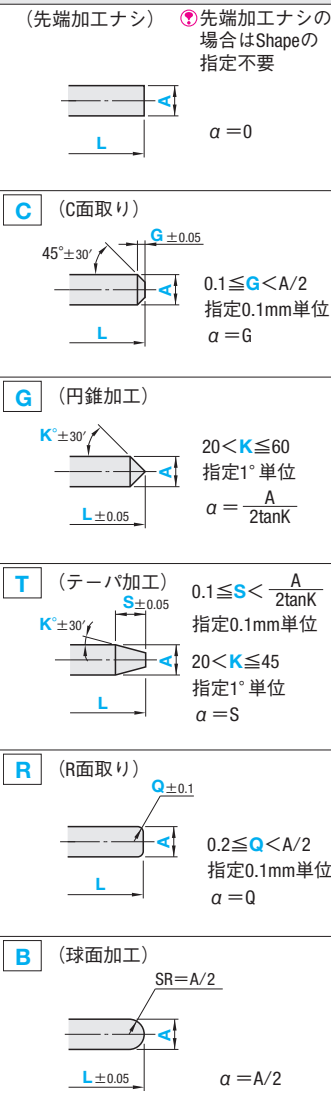 (先端加工ナシ)
❢先端加工ナシの
場合はShapeの
指定不要
A
L
α=0
C (C面取り)
G±0.05
45°±30′
A
L
0.1≦G<A/2
指定0.1mm単位
α=G
G (円錐加工)
K°±30′
A
L±0.05
20<K≦60
指定1°単位
α= A/2tanK
T (テーパ加工)
S±0.05
K°±30′
A
L
0.1≦S< A/2tanK
指定0.1mm単位
20<K≦45
指定1°単位
α=S
R (R面取り)
Q±0.1
A
L
0.2≦Q<A/2
指定0.1mm単位
α=Q
B (球面加工)
SR=A/2
A
L±0.05
α=A/2